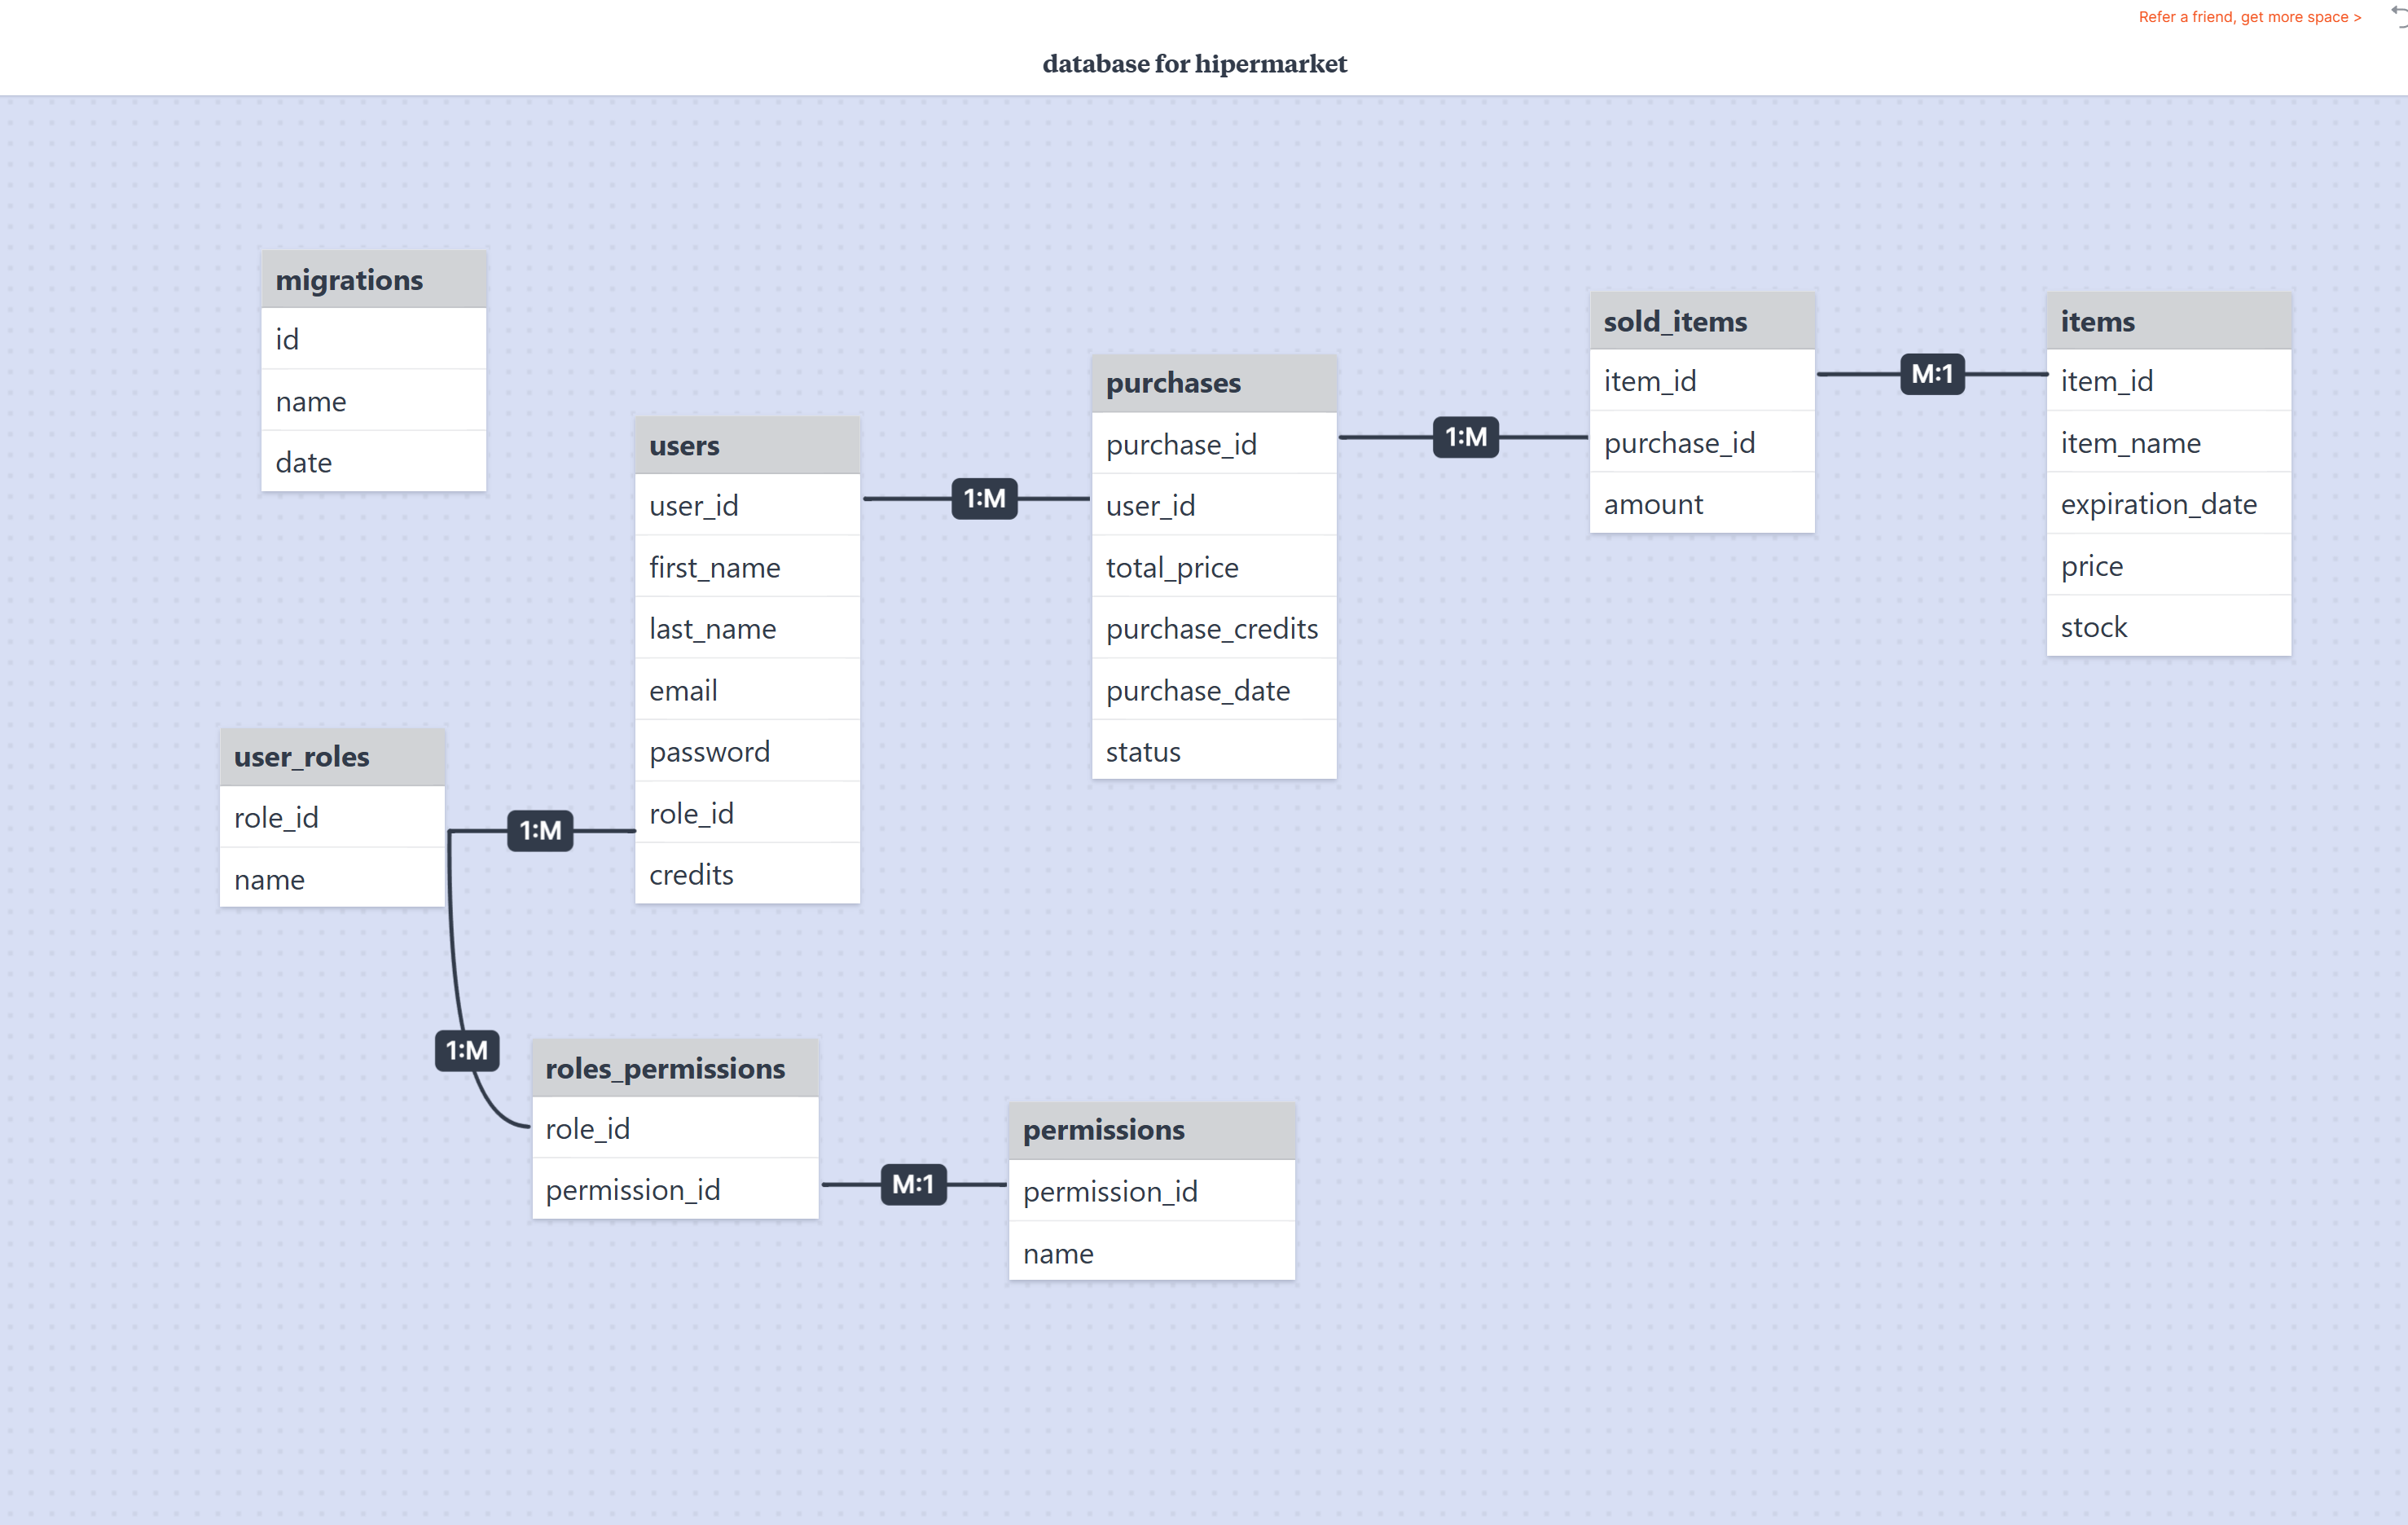 Refer a friend, get more space >
database for hipermarket
migrations
id
name
date
users
user_id
first_name
last_name
email
password
role_id
credits
1:M
purchases
purchase_id
user_id
total_price
purchase_credits
purchase_date
status
1:M
sold_items
item_id
purchase_id
amount
M:1
items
item_id
item_name
expiration_date
price
stock
user_roles
role_id
name
1:M
1:M
roles_permissions
role_id
permission_id
M:1
permissions
permission_id
name